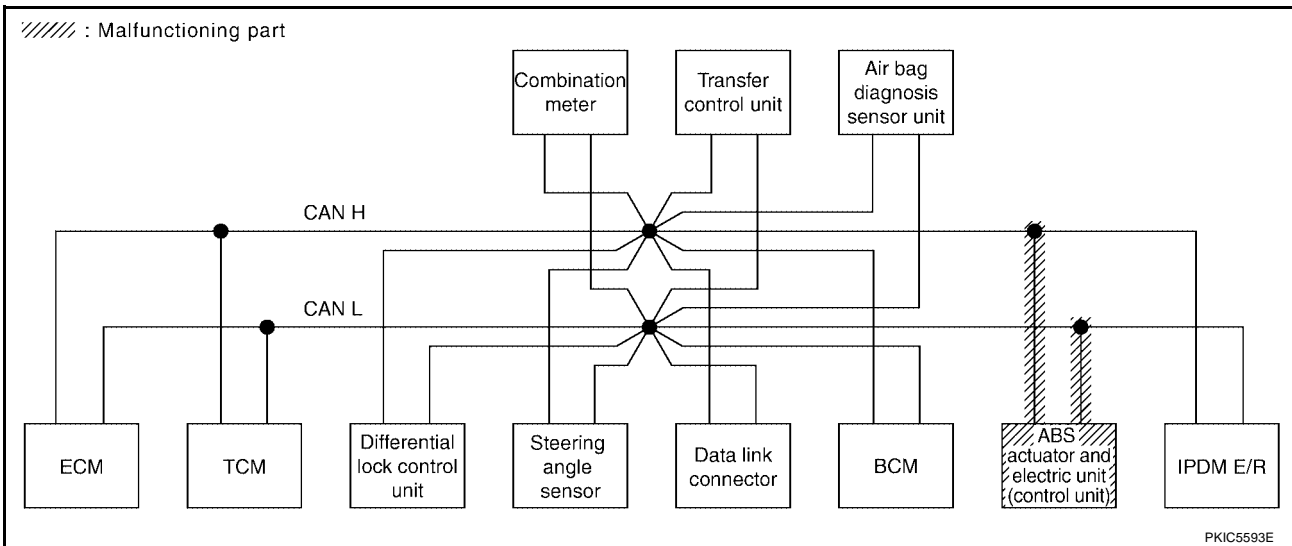 : Malfunctioning part
Combination
meter
Transfer
control unit
Air bag
diagnosis
sensor unit
CAN H
CAN L
ECM
TCM
Differential
lock control
unit
Steering
angle
sensor
Data link
connector
BCM
ABS
actuator and
electric unit
(control unit)
IPDM E/R
PKIC5593E